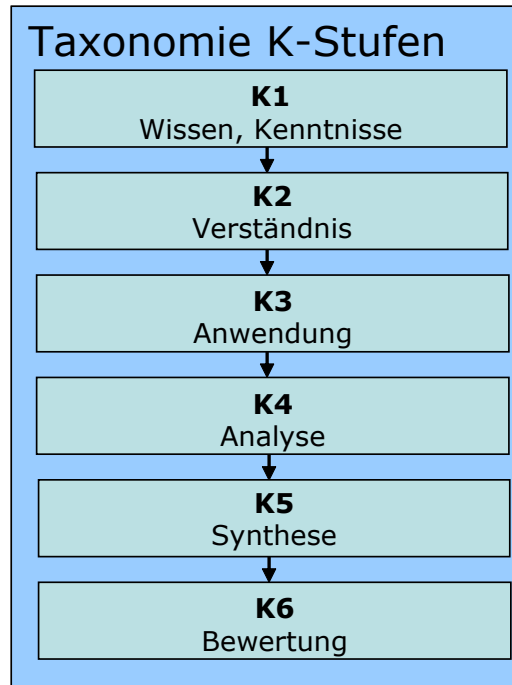 Taxonomie K-Stufen
K1
Wissen, Kenntnisse
K2
Verständnis
K3
Anwendung
K4
Analyse
K5
Synthese
K6
Bewertung